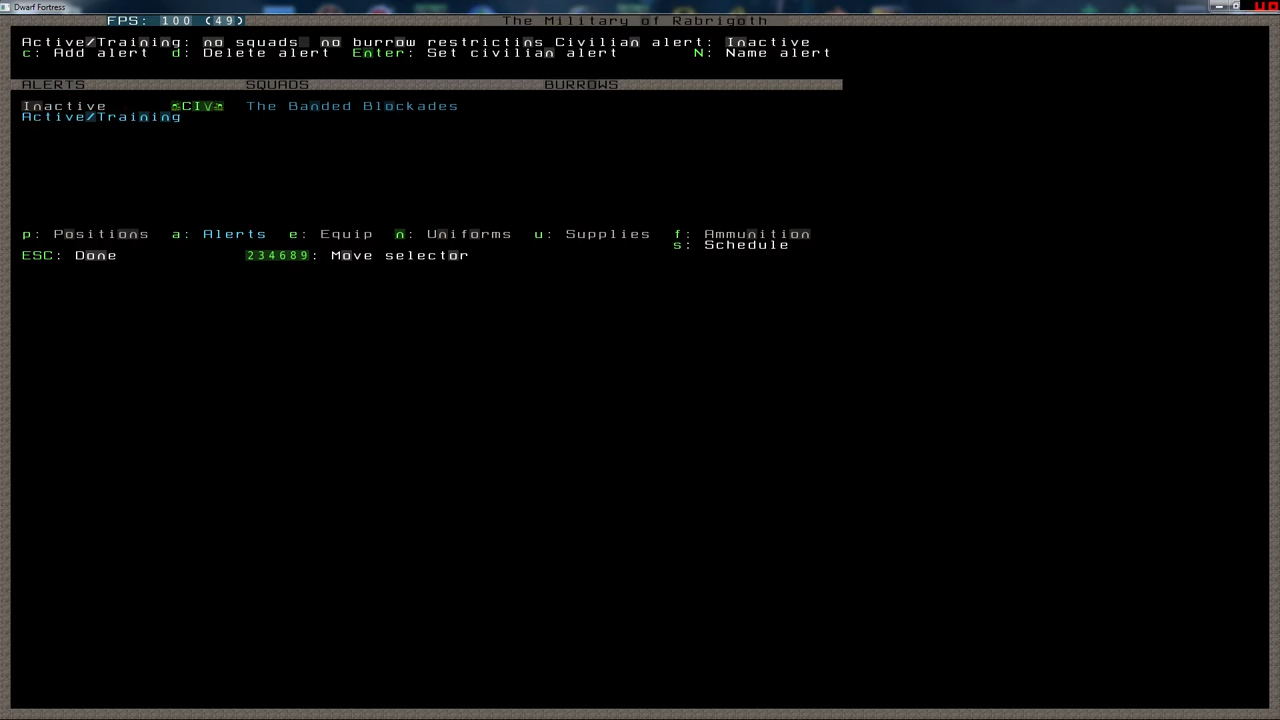 Dwarf Fortress
FPS: 100 (49) The Military of Rabrigoth
Active/Training: no squads no burrow restrictins Civilian alert: Inactive
c: Add alert d: Delete alert Enter: Set civilian alert N: Name alert
ALERTS SQUADS BURROWS
Inactive CIV The Banded Blockades
Active/Training
p: Positions a: Alerts e: Equip n: Uniforms u: Supplies f: Ammunition
s: Schedule
ESC: Done 234689: Move selector